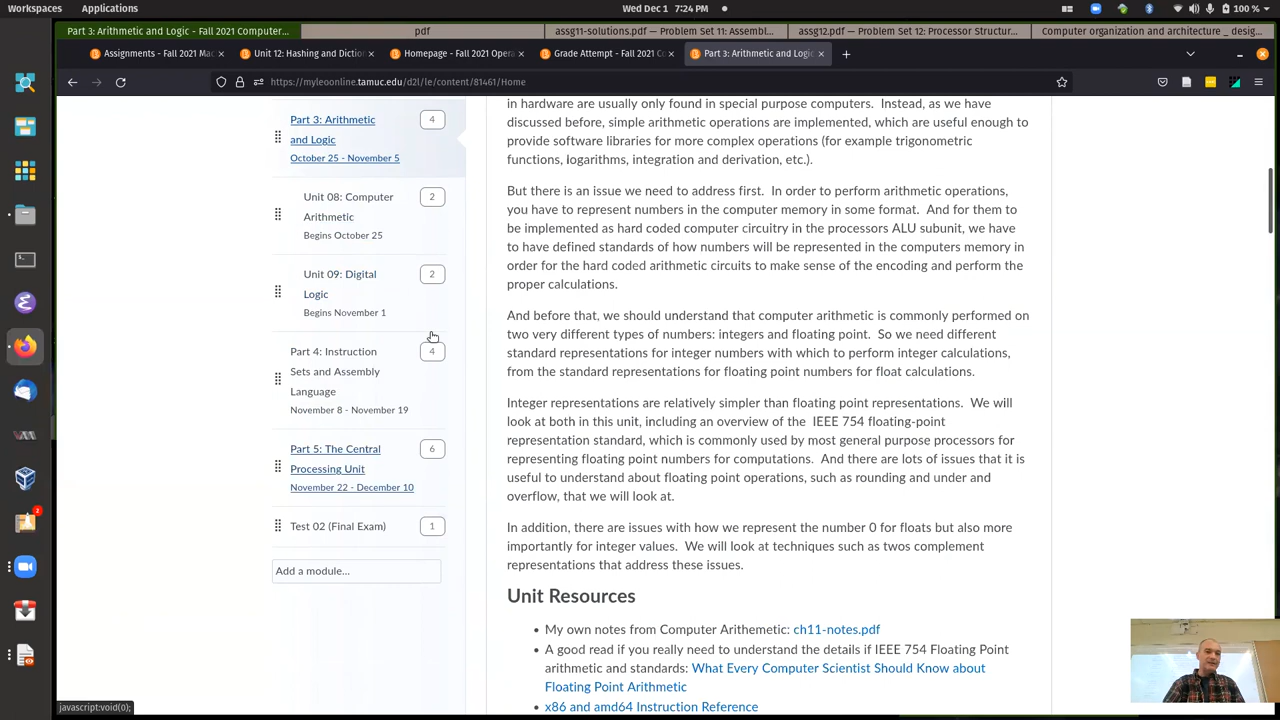 Workspaces Applications Wed Dec 1 7:24 PM 100 %
Part 3: Arithmetic and Logic - Fall 2021 Computer... pdf assg11-solutions.pdf — Problem Set 11: Assembl... assg12.pdf — Problem Set 12: Processor Structur... Computer organization and architecture _ desig...
Assignments - Fall 2021 Mac Unit 12: Hashing and Diction Homepage - Fall 2021 Opera Grade Attempt - Fall 2021 Co Part 3: Arithmetic and Logic
https://myleoonline.tamuc.edu/d2l/le/content/81461/Home
Part 3: Arithmetic
and Logic
4
October 25 - November 5
Unit 08: Computer
Arithmetic
2
Begins October 25
Unit 09: Digital
Logic
2
Begins November 1
Part 4: Instruction
Sets and Assembly
Language
4
November 8 - November 19
Part 5: The Central
Processing Unit
6
November 22 - December 10
Test 02 (Final Exam)
1
Add a module...
in hardware are usually only found in special purpose computers. Instead, as we have
discussed before, simple arithmetic operations are implemented, which are useful enough to
provide software libraries for more complex operations (for example trigonometric
functions, logarithms, integration and derivation, etc.).
But there is an issue we need to address first. In order to perform arithmetic operations,
you have to represent numbers in the computer memory in some format. And for them to
be implemented as hard coded computer circuitry in the processors ALU subunit, we have
to have defined standards of how numbers will be represented in the computers memory in
order for the hard coded arithmetic circuits to make sense of the encoding and perform the
proper calculations.
And before that, we should understand that computer arithmetic is commonly performed on
two very different types of numbers: integers and floating point. So we need different
standard representations for integer numbers with which to perform integer calculations,
from the standard representations for floating point numbers for float calculations.
Integer representations are relatively simpler than floating point representations. We will
look at both in this unit, including an overview of the IEEE 754 floating-point
representation standard, which is commonly used by most general purpose processors for
representing floating point numbers for computations. And there are lots of issues that it is
useful to understand about floating point operations, such as rounding and under and
overflow, that we will look at.
In addition, there are issues with how we represent the number 0 for floats but also more
importantly for integer values. We will look at techniques such as twos complement
representations that address these issues.
Unit Resources
• My own notes from Computer Arithemetic: ch11-notes.pdf
• A good read if you really need to understand the details if IEEE 754 Floating Point
arithmetic and standards: What Every Computer Scientist Should Know about
Floating Point Arithmetic
• x86 and amd64 Instruction Reference
javascript:void(0);
2